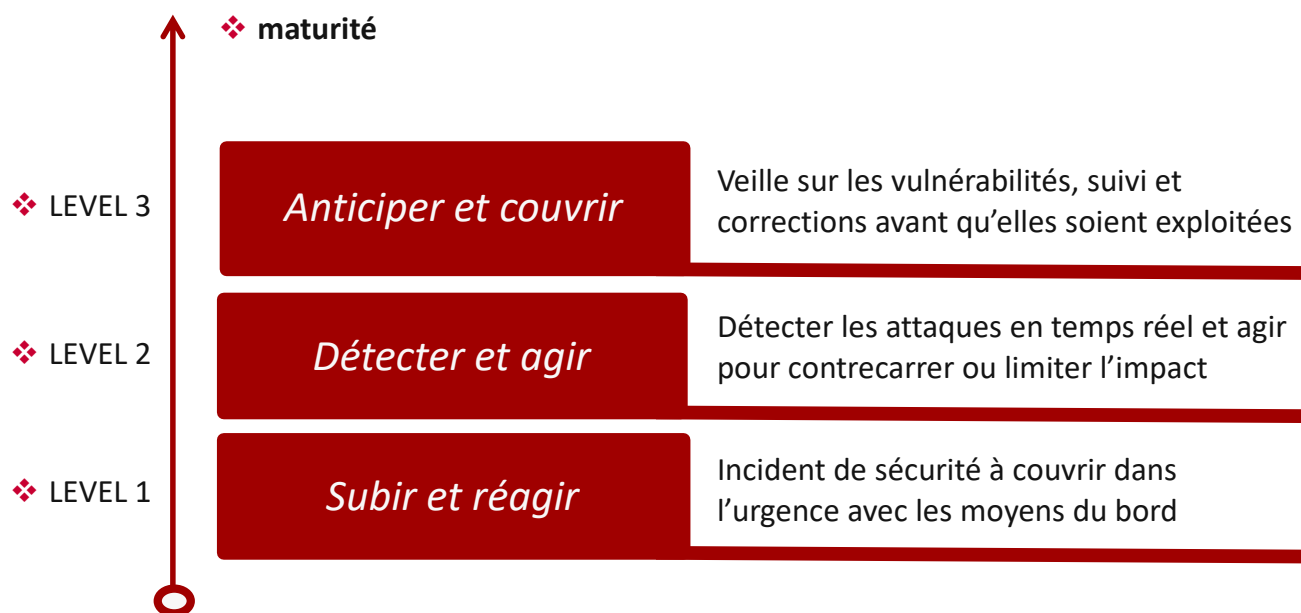 ❖ maturité
❖ LEVEL 3
Anticiper et couvrir
Veille sur les vulnérabilités, suivi et
corrections avant qu’elles soient exploitées
❖ LEVEL 2
Détecter et agir
Détecter les attaques en temps réel et agir
pour contrecarrer ou limiter l’impact
❖ LEVEL 1
Subir et réagir
Incident de sécurité à couvrir dans
l’urgence avec les moyens du bord